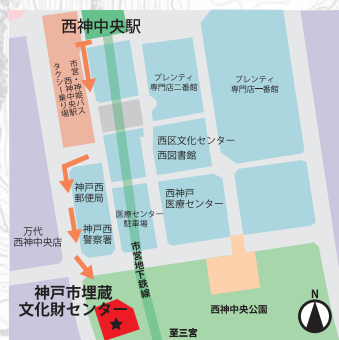 西神中央駅
市営・神姫バス
西神中央駅
タクシー乗り場
プレンティ
専門店二番館
プレンティ
専門店一番館
西区文化センター
西図書館
神戸西
郵便局
西神戸
医療センター
医療センター
駐車場
万代
西神中央店
神戸西
警察署
市営地下鉄線
神戸市埋蔵
文化財センター
西神中央公園
至三宮
N